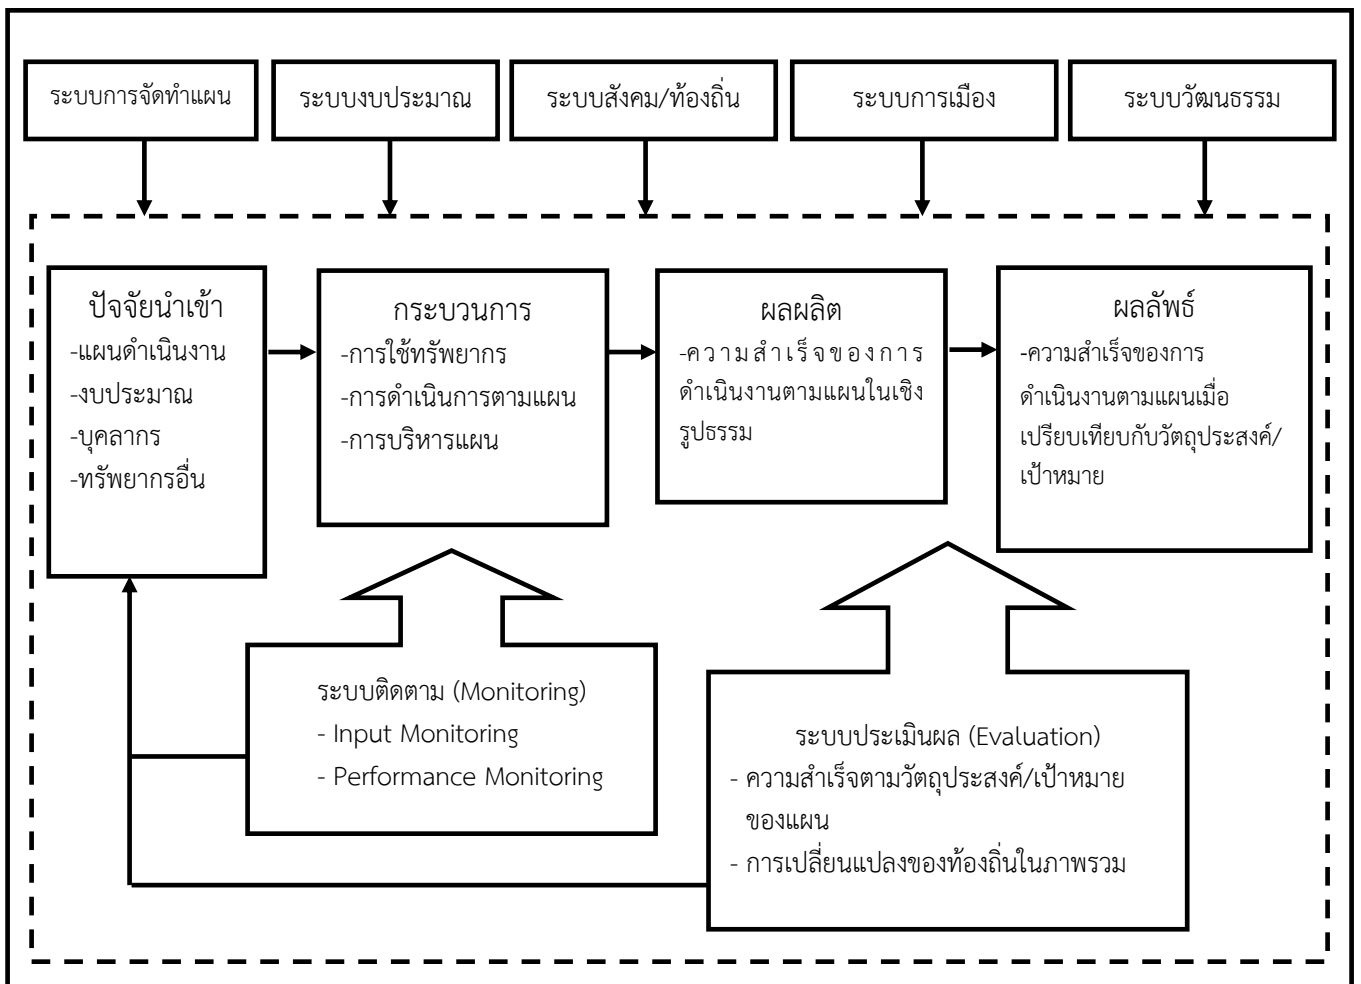 ระบบการจัดทำแผน
ระบบงบประมาณ
ระบบสังคม/ท้องถิ่น
ระบบการเมือง
ระบบวัฒนธรรม
ปัจจัยนำเข้า
-แผนดำเนินงาน
-งบประมาณ
-บุคลากร
-ทรัพยากรอื่น
กระบวนการ
-การใช้ทรัพยากร
-การดำเนินการตามแผน
-การบริหารแผน
ผลผลิต
-ความสำเร็จของการ
ดำเนินงานตามแผนในเชิง
รูปธรรม
ผลลัพธ์
-ความสำเร็จของการ
ดำเนินงานตามแผนเมื่อ
เปรียบเทียบกับวัตถุประสงค์/
เป้าหมาย
ระบบติดตาม (Monitoring)
- Input Monitoring
- Performance Monitoring
ระบบประเมินผล (Evaluation)
- ความสำเร็จตามวัตถุประสงค์/เป้าหมาย
ของแผน
- การเปลี่ยนแปลงของท้องถิ่นในภาพรวม